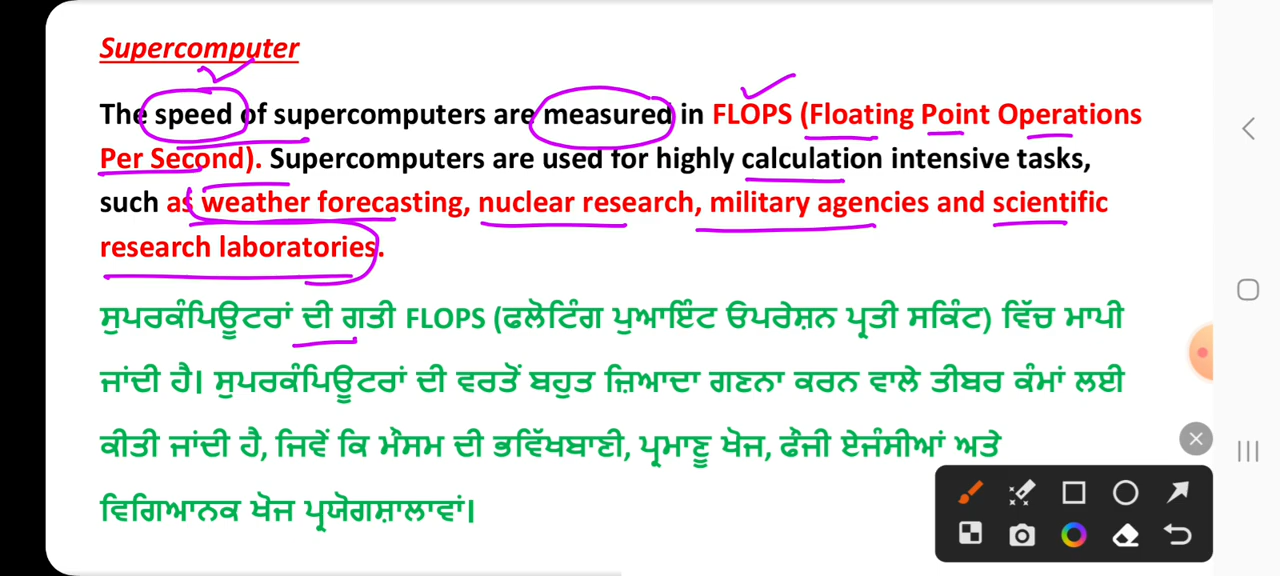 Supercomputer
The speed of supercomputers are measured in FLOPS (Floating Point Operations
Per Second). Supercomputers are used for highly calculation intensive tasks,
such as weather forecasting, nuclear research, military agencies and scientific
research laboratories.
ਸੁਪਰਕੰਪਿਊਟਰਾਂ ਦੀ ਗਤੀ FLOPS (ਫਲੋਟਿੰਗ ਪੁਆਇੰਟ ਓਪਰੇਸ਼ਨ ਪ੍ਰਤੀ ਸਕਿੰਟ) ਵਿੱਚ ਮਾਪੀ
ਜਾਂਦੀ ਹੈ। ਸੁਪਰਕੰਪਿਊਟਰਾਂ ਦੀ ਵਰਤੋਂ ਬਹੁਤ ਜ਼ਿਆਦਾ ਗਣਨਾ ਕਰਨ ਵਾਲੇ ਤੀਬਰ ਕੰਮਾਂ ਲਈ
ਕੀਤੀ ਜਾਂਦੀ ਹੈ, ਜਿਵੇਂ ਕਿ ਮੌਸਮ ਦੀ ਭਵਿੱਖਬਾਣੀ, ਪ੍ਰਮਾਣੂ ਖੋਜ, ਫੌਜੀ ਏਜੰਸੀਆਂ ਅਤੇ
ਵਿਗਿਆਨਕ ਖੋਜ ਪ੍ਰਯੋਗਸ਼ਾਲਾਵਾਂ।